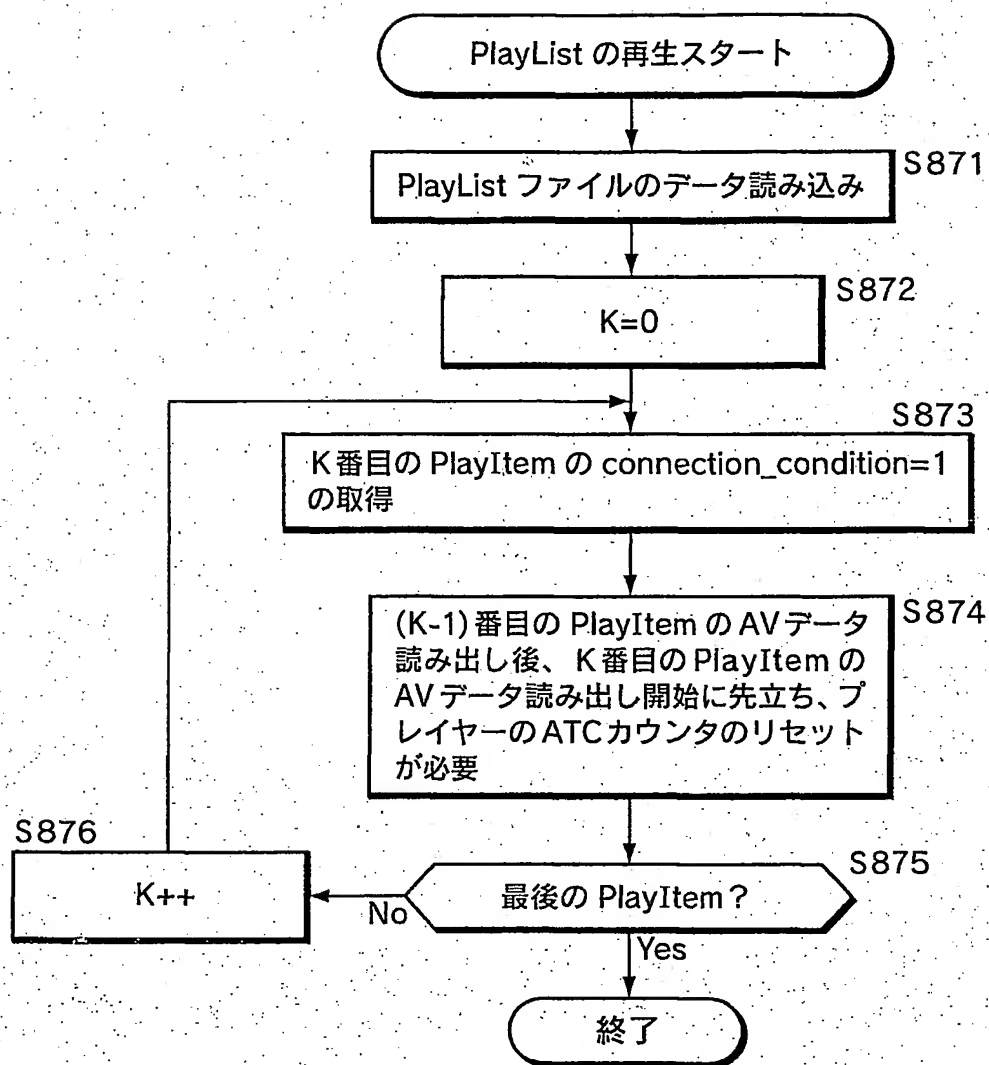 PlayList の再生スタート
S871
PlayList ファイルのデータ読み込み
S872
K=0
S873
K番目の PlayItem の connection_condition=1
の取得
S874
(K-1)番目の PlayItem の AVデータ
読み出し後、K番目の PlayItem の
AVデータ読み出し開始に先立ち、プ
レイヤーの ATCカウンタのリセット
が必要
S876
K++
S875
最後の PlayItem？
No
Yes
終了